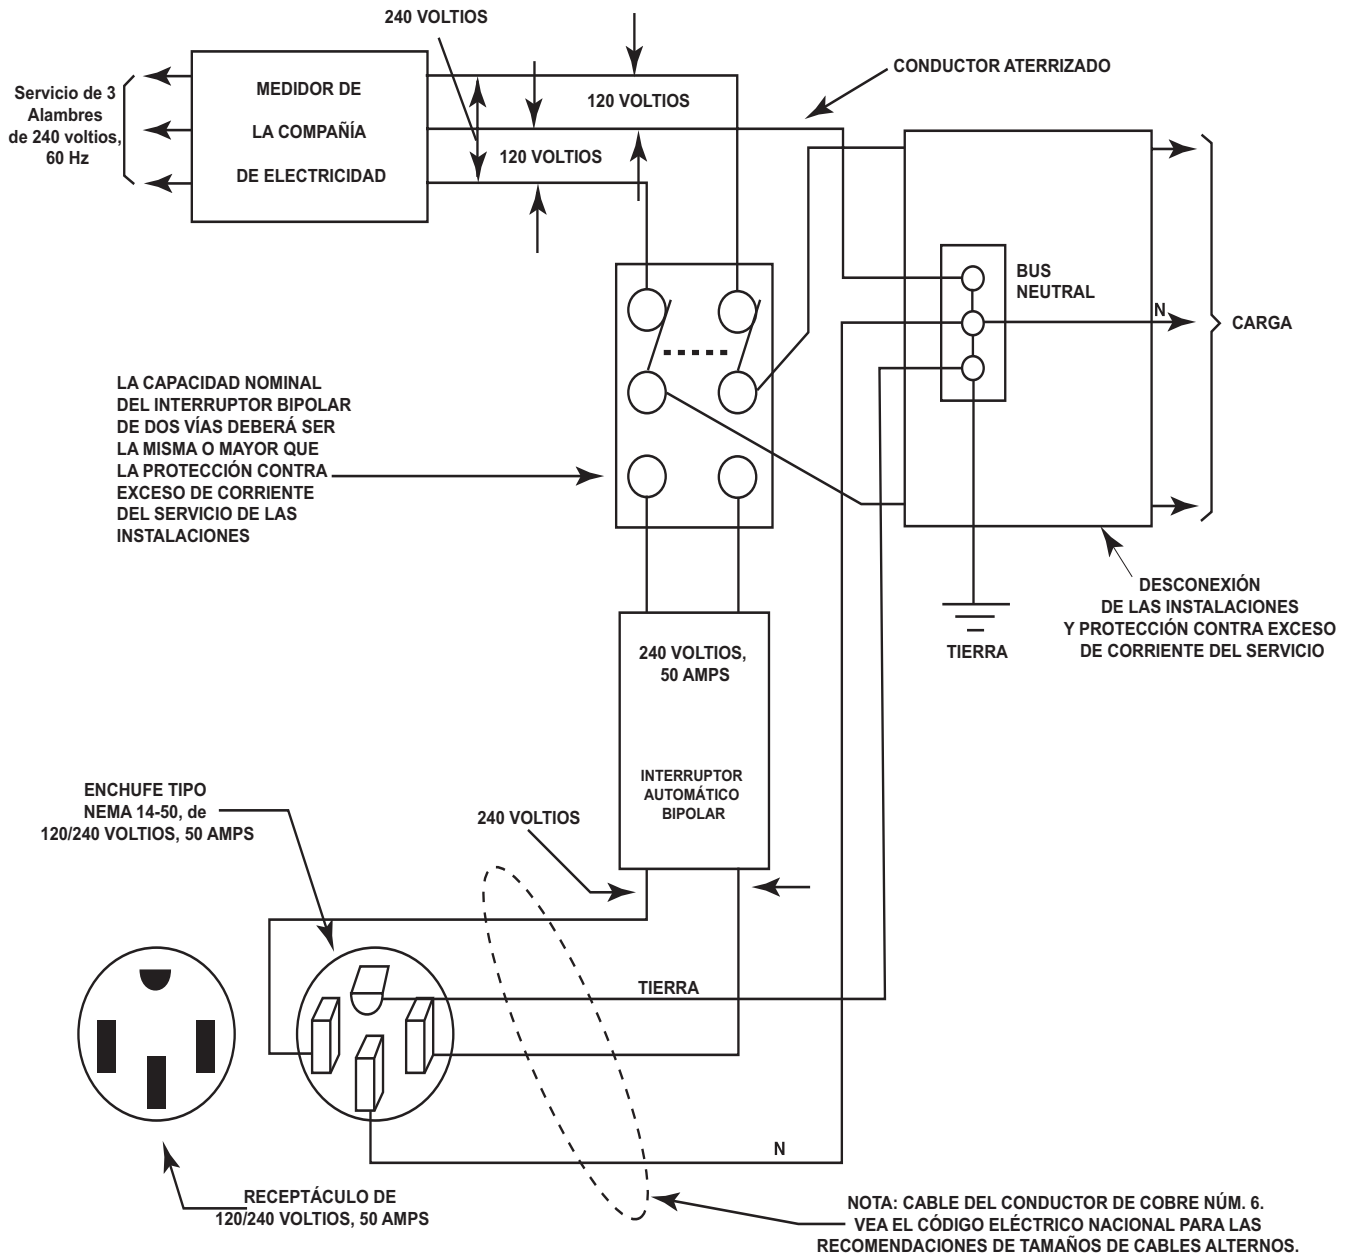 240 VOLTIOS
Servicio de 3
Alambres
de 240 voltios,
60 Hz
MEDIDOR DE
LA COMPAÑÍA
DE ELECTRICIDAD
120 VOLTIOS
120 VOLTIOS
CONDUCTOR ATERRIZADO
BUS
NEUTRAL
N
CARGA
LA CAPACIDAD NOMINAL
DEL INTERRUPTOR BIPOLAR
DE DOS VÍAS DEBERÁ SER
LA MISMA O MAYOR QUE
LA PROTECCIÓN CONTRA
EXCESO DE CORRIENTE
DEL SERVICIO DE LAS
INSTALACIONES
DESCONEXIÓN
DE LAS INSTALACIONES
Y PROTECCIÓN CONTRA EXCESO
DE CORRIENTE DEL SERVICIO
TIERRA
240 VOLTIOS,
50 AMPS
INTERRUPTOR
AUTOMÁTICO
BIPOLAR
ENCHUFE TIPO
NEMA 14-50, de
120/240 VOLTIOS, 50 AMPS
240 VOLTIOS
TIERRA
N
RECEPTÁCULO DE
120/240 VOLTIOS, 50 AMPS
NOTA: CABLE DEL CONDUCTOR DE COBRE NÚM. 6.
VEA EL CÓDIGO ELÉCTRICO NACIONAL PARA LAS
RECOMENDACIONES DE TAMAÑOS DE CABLES ALTERNOS.